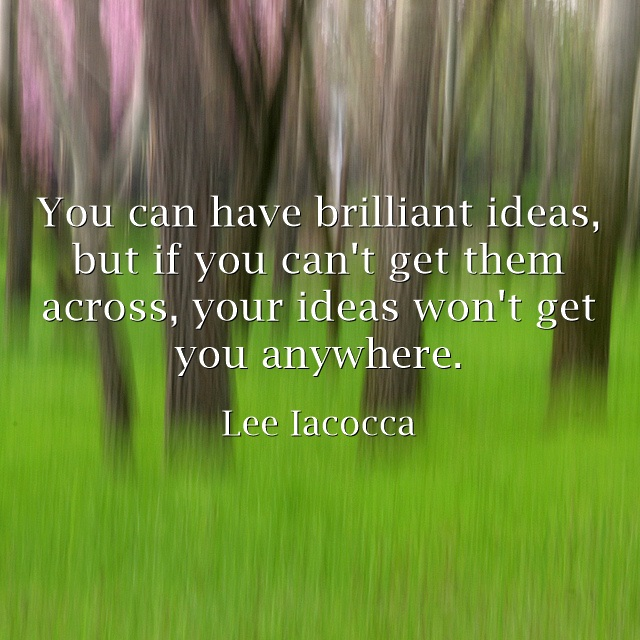 You can have brilliant ideas,
but if you can't get them
across, your ideas won't get
you anywhere.
Lee Iacocca